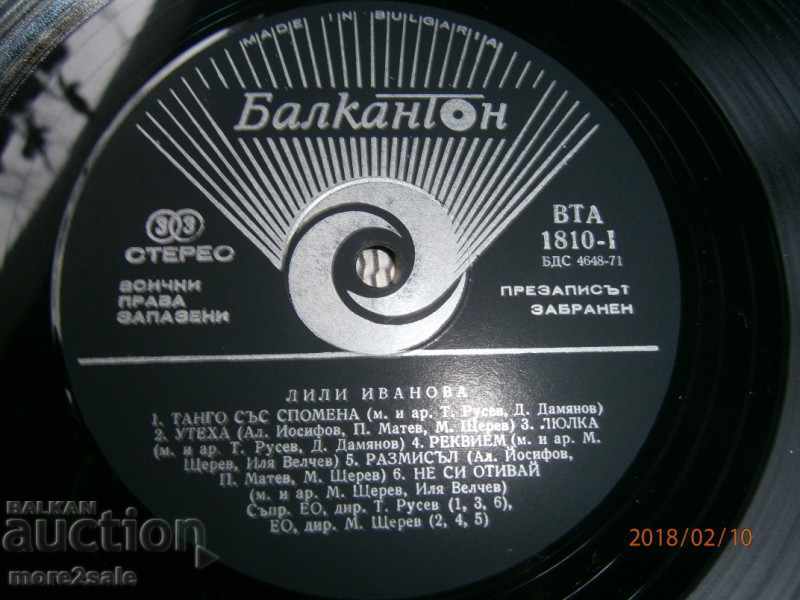 MADE IN BULGARIA
Балкантон
33
СТЕРЕО
ВСИЧКИ
ПРАВА
ЗАПАЗЕНИ
ВТА
1810-I
БДС 4648-71
ПРЕЗАПИСЪТ
ЗАБРАНЕН
ЛИЛИ ИВАНОВА
1. ТАНГО СЪС СПОМЕНА (м. и ар. Т. Русев, Д. Дамянов)
2. УТЕХА (Ал. Йосифов, П. Матев, М. Щерев) 3. ЛЮЛКА
(м. и ар. Т. Русев, Д. Дамянов) 4. РЕКВИЕМ (м. и ар. М.
Щерев, Иля Велчев) 5. РАЗМИСЪЛ (Ал. Йосифов,
П. Матев, М. Щерев) 6. НЕ СИ ОТИВАЙ
(м. и ар. М. Щерев, Иля Велчев)
Съпр. ЕО, дир. Т. Русев (1, 3, 6),
ЕО, дир. М. Щерев (2, 4, 5)
BALKAN
auction
more2sale
2018/02/10